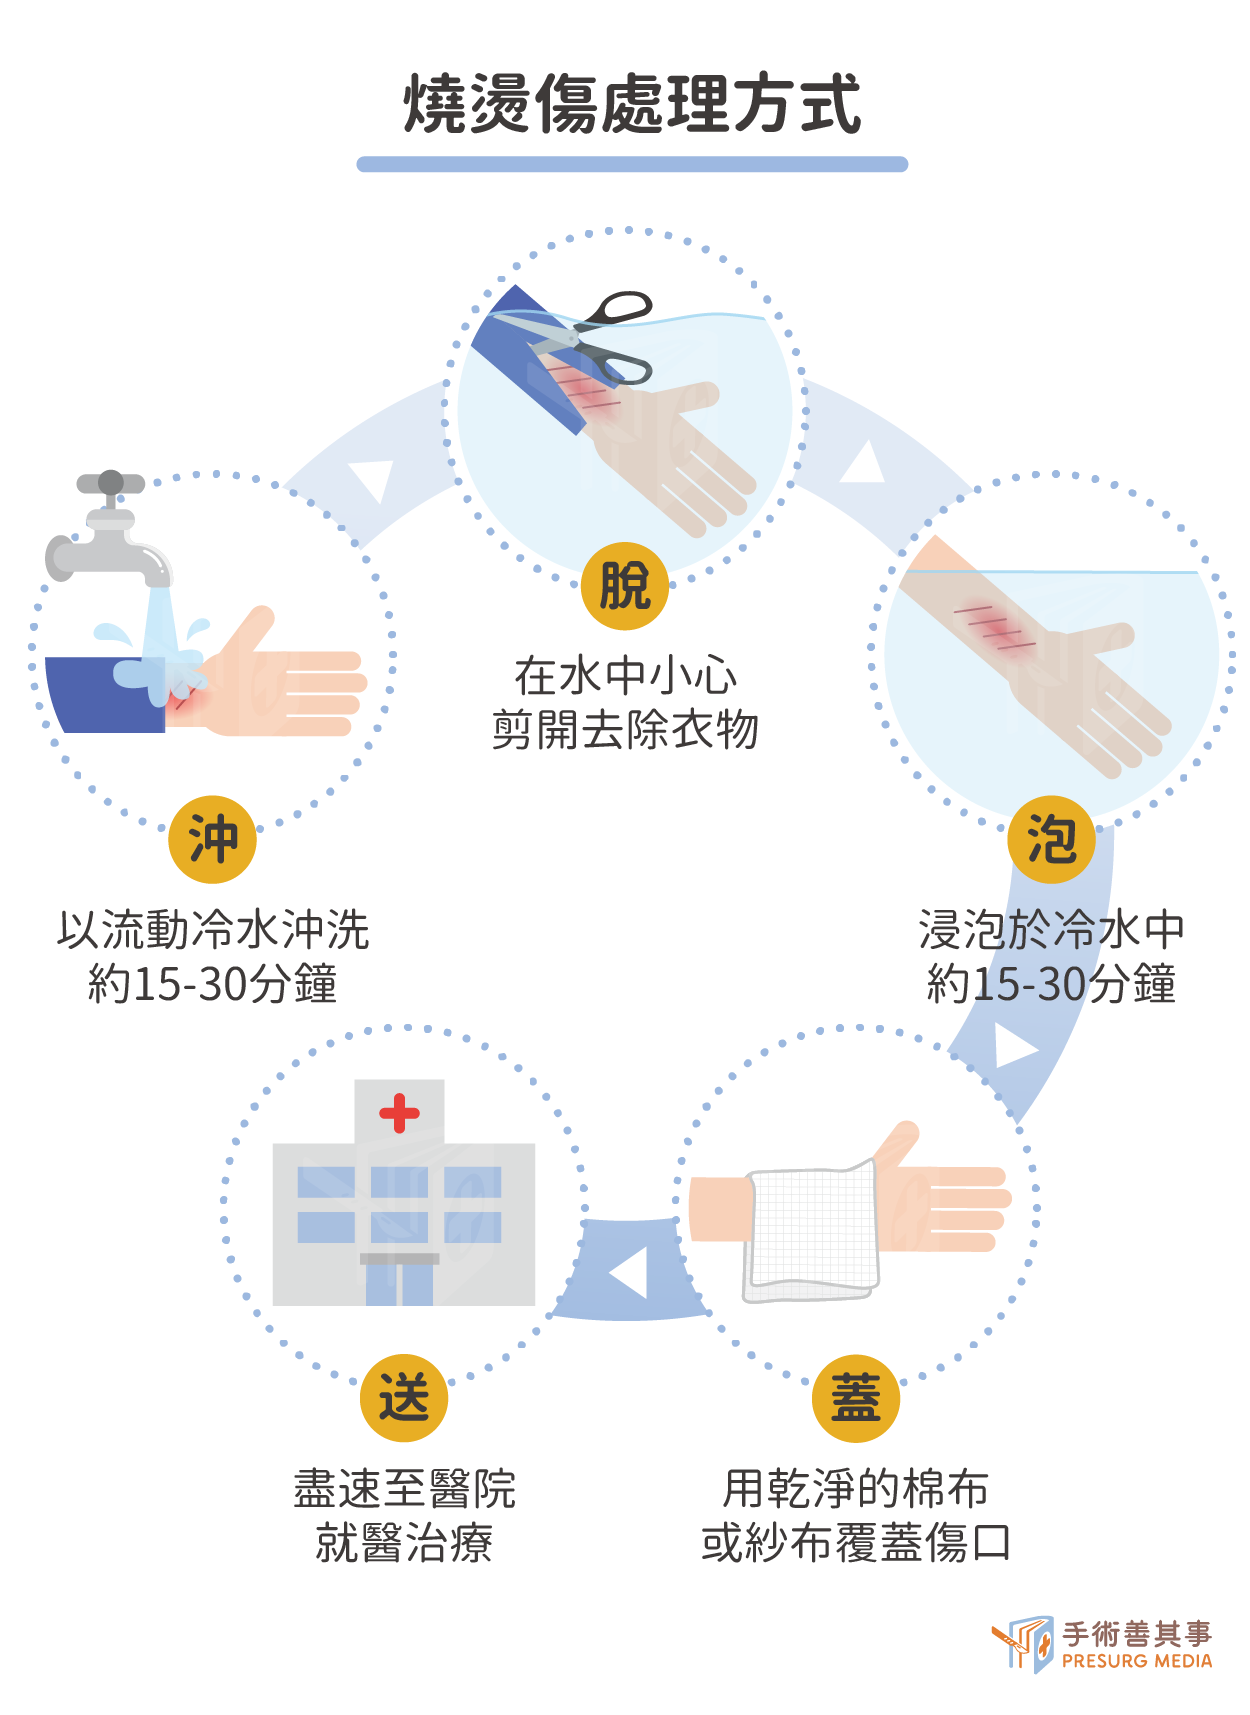 燒燙傷處理方式
沖
以流動冷水沖洗
約15-30分鐘
脫
在水中小心
剪開去除衣物
泡
浸泡於冷水中
約15-30分鐘
蓋
用乾淨的棉布
或紗布覆蓋傷口
送
盡速至醫院
就醫治療
手術善其事
PRESURG MEDIA